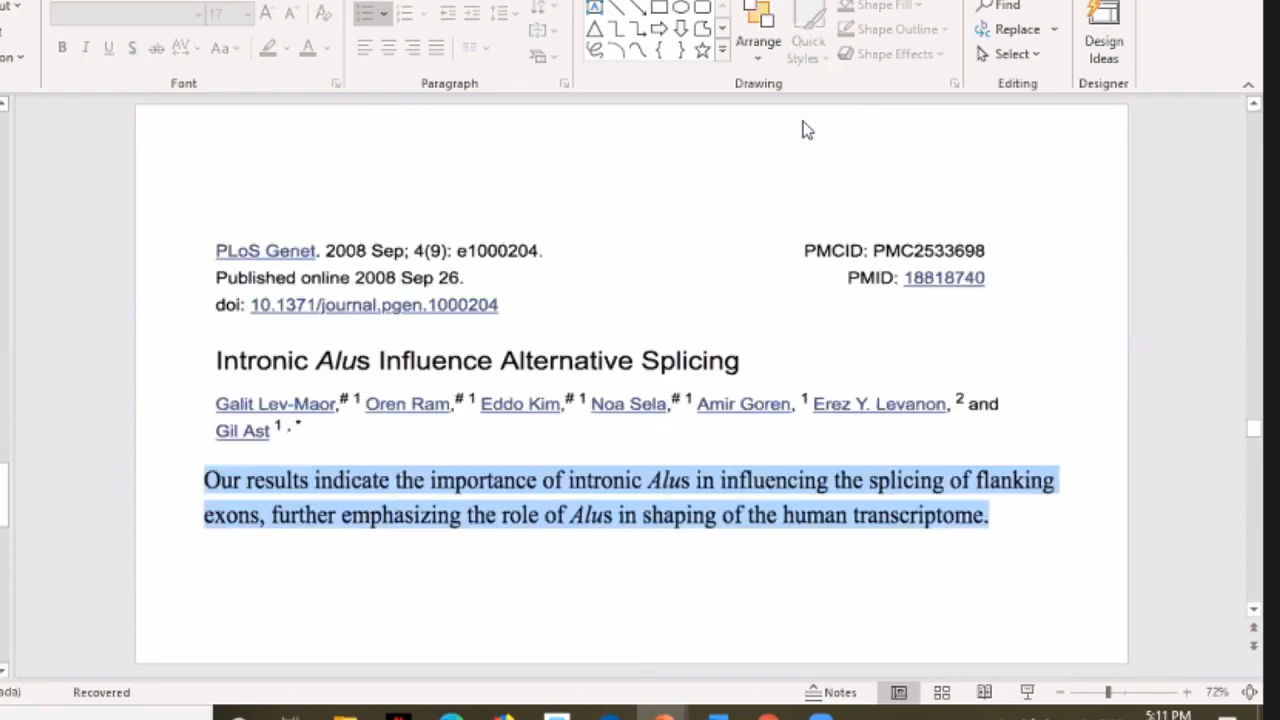 17
Aa
Font
Paragraph
Arrange
Quick
Styles
Drawing
Shape Fill
Shape Outline
Shape Effects
Find
Replace
Select
Editing
Design
Ideas
Designer
PLoS Genet. 2008 Sep; 4(9): e1000204.
PMCID: PMC2533698
Published online 2008 Sep 26.
PMID: 18818740
doi: 10.1371/journal.pgen.1000204
Intronic Alus Influence Alternative Splicing
Galit Lev-Maor,# 1 Oren Ram,# 1 Eddo Kim,# 1 Noa Sela,# 1 Amir Goren, 1 Erez Y. Levanon, 2 and
Gil Ast 1 , *
Our results indicate the importance of intronic Alus in influencing the splicing of flanking
exons, further emphasizing the role of Alus in shaping of the human transcriptome.
Recovered
Notes
72%
5:11 PM